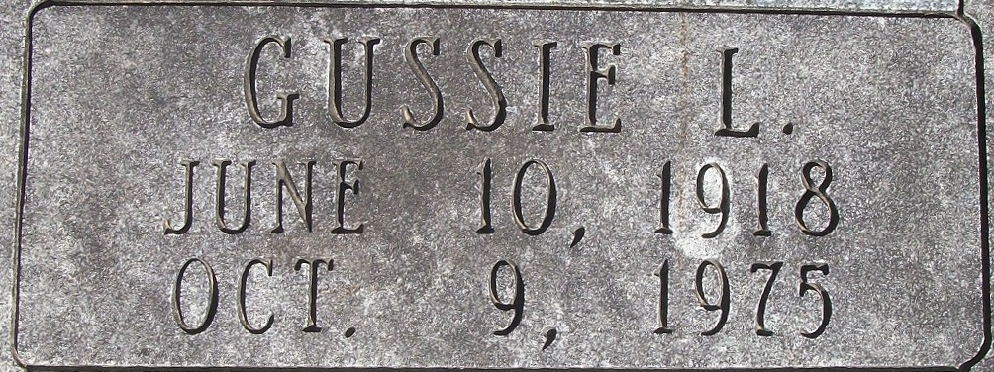 GUSSIE L.
JUNE 10, 1918
OCT. 9, 1975